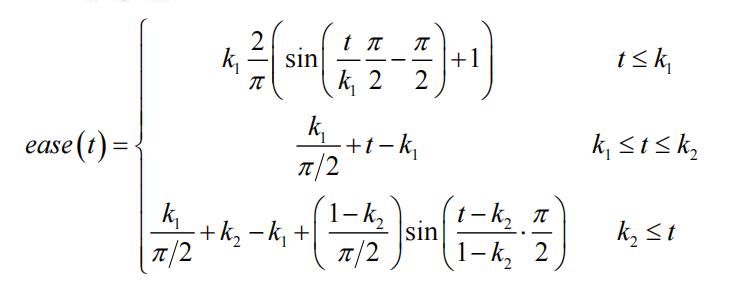 k₁ 2/π ( sin( t/k₁ π/2 − π/2 ) + 1 )    t ≤ k₁
ease(t) = { k₁/(π/2) + t − k₁    k₁ ≤ t ≤ k₂
k₁/(π/2) + k₂ − k₁ + ( (1 − k₂)/(π/2) ) sin( (t − k₂)/(1 − k₂) · π/2 )    k₂ ≤ t